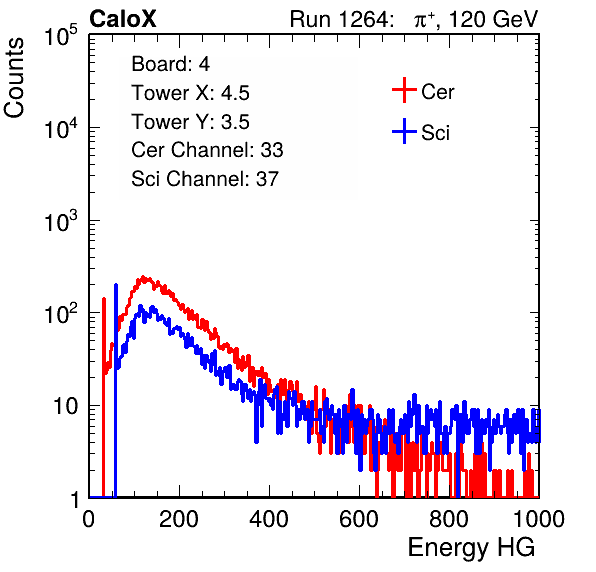 CaloX Run 1264: π⁺, 120 GeV
Counts
10⁵
10⁴
10³
10²
10
1
Board: 4
Tower X: 4.5
Tower Y: 3.5
Cer Channel: 33
Sci Channel: 37
Cer
Sci
0 200 400 600 800 1000
Energy HG